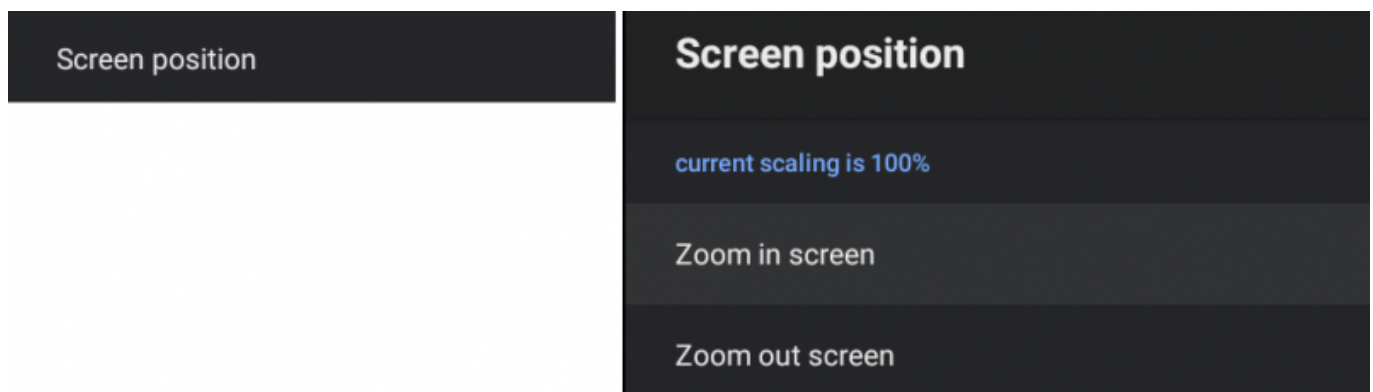 Screen position
Screen position
current scaling is 100%
Zoom in screen
Zoom out screen